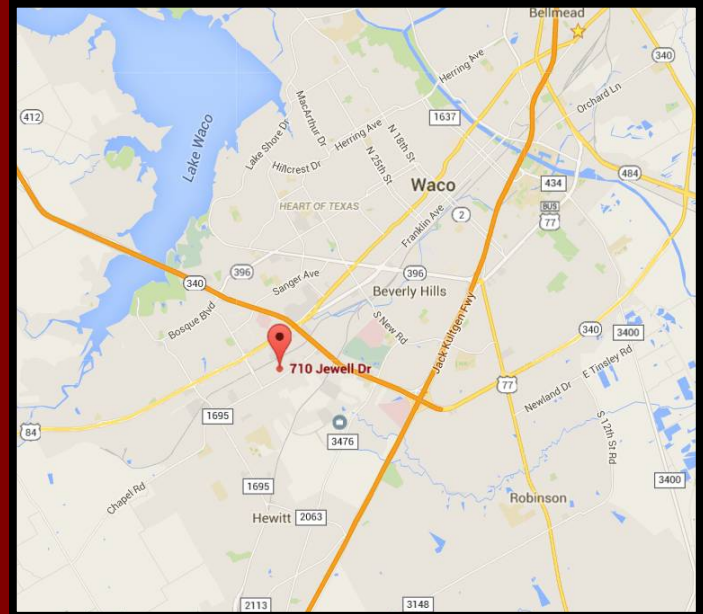 Bellmead
340
412
Herring Ave
Orchard Ln
MacArthur Dr
1637
Lake Waco
Lake Shore Dr
Herring Ave
N 18th St
Hillcrest Dr
N 25th St
484
Waco
434
HEART OF TEXAS
Franklin Ave
2
BUS
77
396
396
340
Sanger Ave
Beverly Hills
Bosque Blvd
S New Rd
Jack Kultgen Fwy
340
3400
710 Jewell Dr
E Tinsley Rd
77
Newland Dr
1695
S 12th St Rd
84
3476
3400
1695
Chapel Rd
Robinson
Hewitt
2063
2113
3148